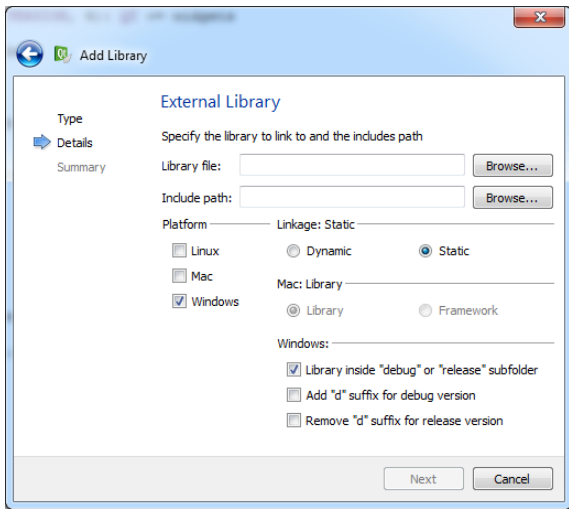 Add Library
External Library
Type
Specify the library to link to and the includes path
Details
Summary
Library file:
Browse...
Include path:
Browse...
Platform
Linkage: Static
Linux
Dynamic
Static
Mac
Mac: Library
Windows
Library
Framework
Windows:
Library inside "debug" or "release" subfolder
Add "d" suffix for debug version
Remove "d" suffix for release version
Next
Cancel